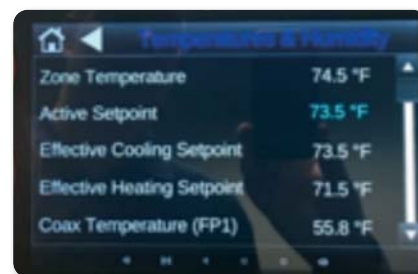 Temperatures & Humidity
Zone Temperature 74.5 °F
Active Setpoint 73.5 °F
Effective Cooling Setpoint 73.5 °F
Effective Heating Setpoint 71.5 °F
Coax Temperature (FP1) 55.8 °F